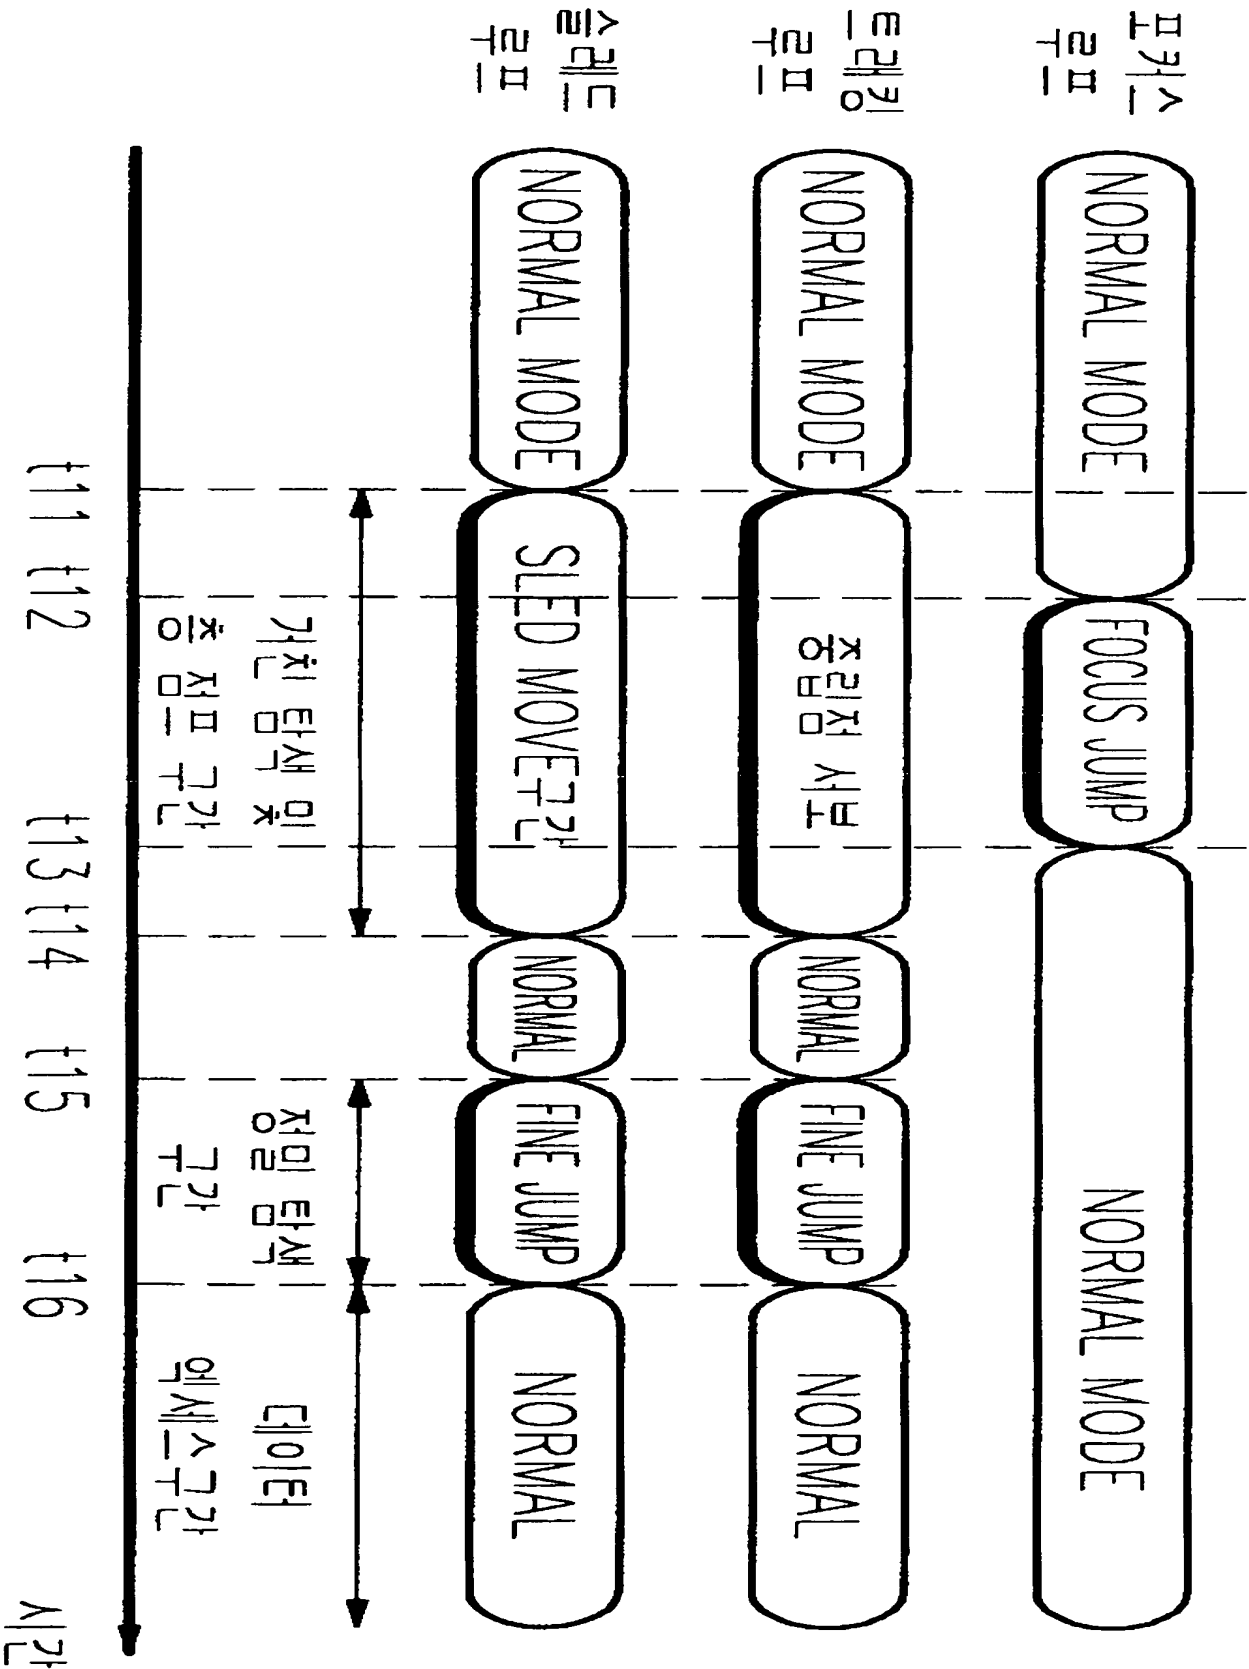 포커스
루프
NORMAL MODE
FOCUS JUMP
NORMAL MODE
트래킹
루프
NORMAL MODE
중립점 서보
NORMAL
FINE JUMP
NORMAL
슬레드
루프
NORMAL MODE
SLED MOVE구간
NORMAL
FINE JUMP
NORMAL
거친 탐색 및
층 점프 구간
정밀 탐색
구간
데이터
액세스구간
t11 t12 t13 t14 t15 t16
시간